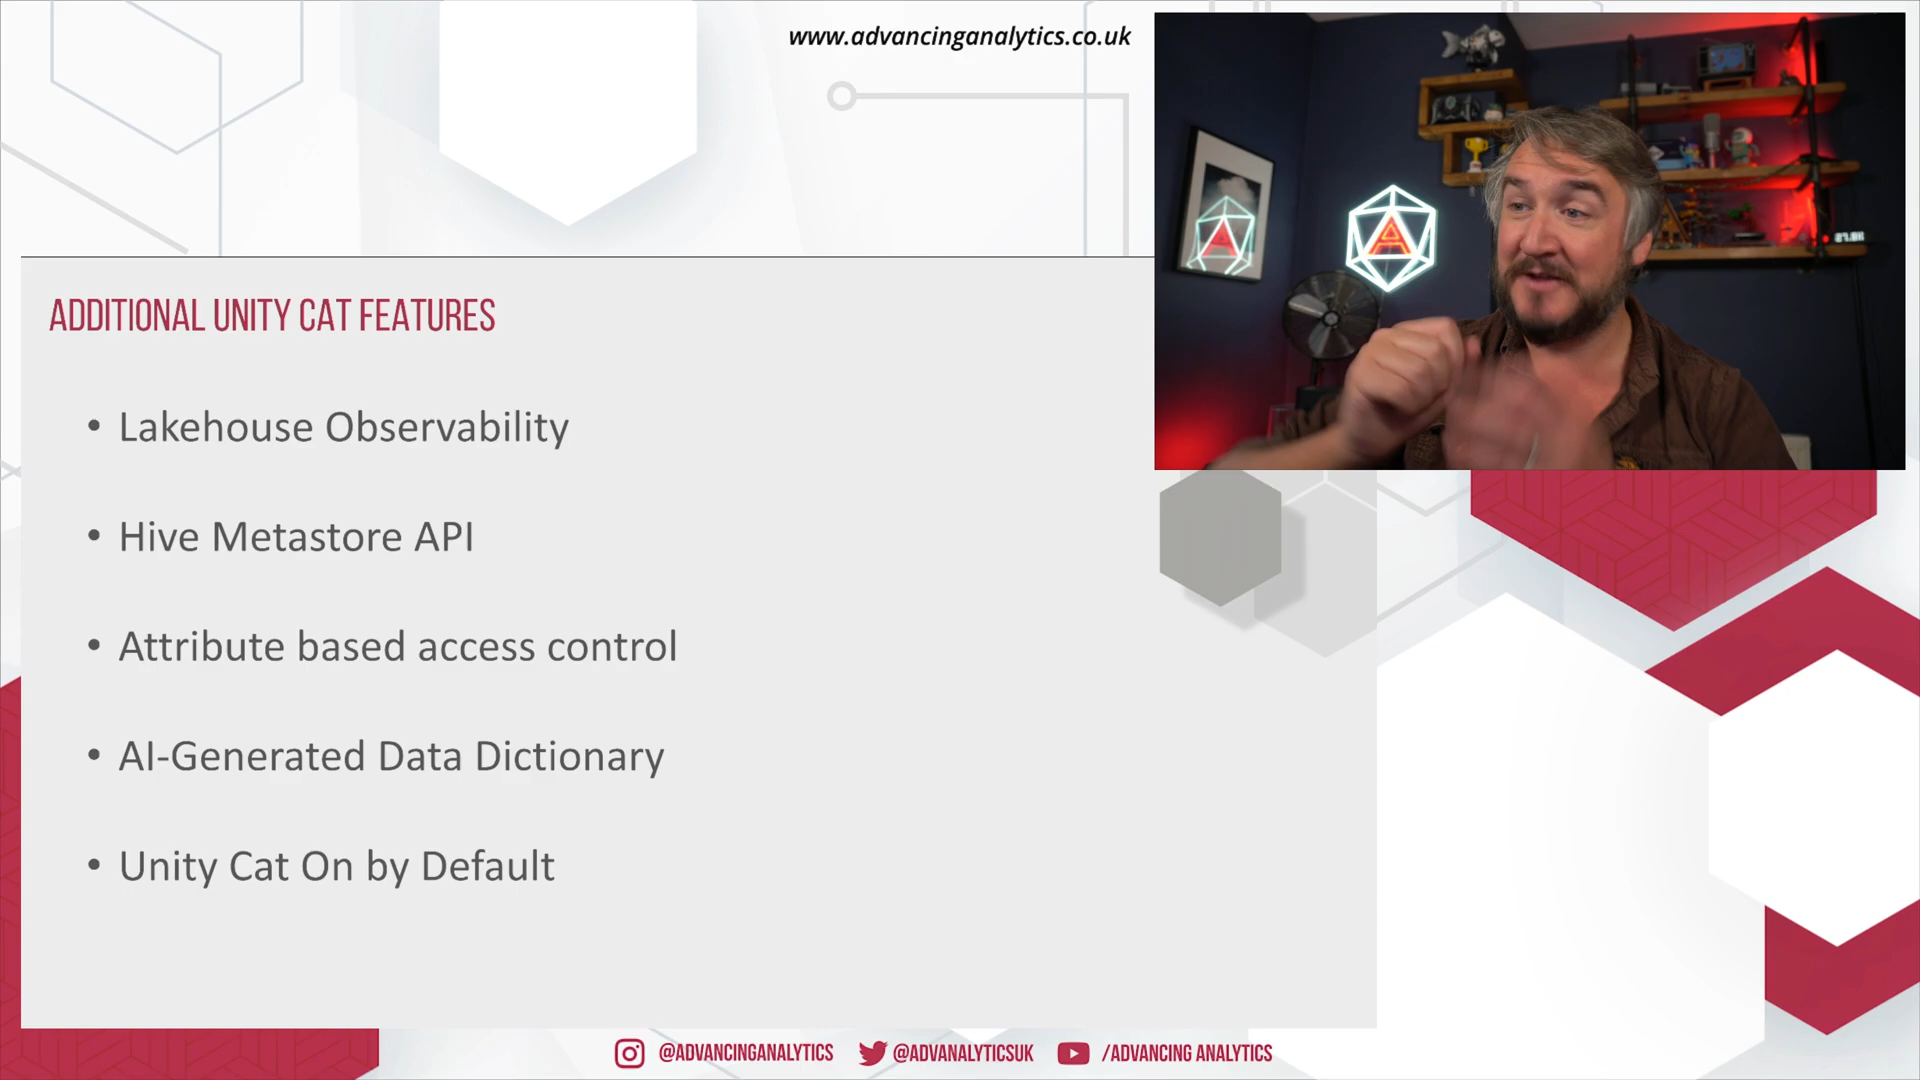 www.advancinganalytics.co.uk
ADDITIONAL UNITY CAT FEATURES
• Lakehouse Observability
• Hive Metastore API
• Attribute based access control
• AI-Generated Data Dictionary
• Unity Cat On by Default
@ADVANCINGANALYTICS @ADVANALYTICSUK /ADVANCING ANALYTICS